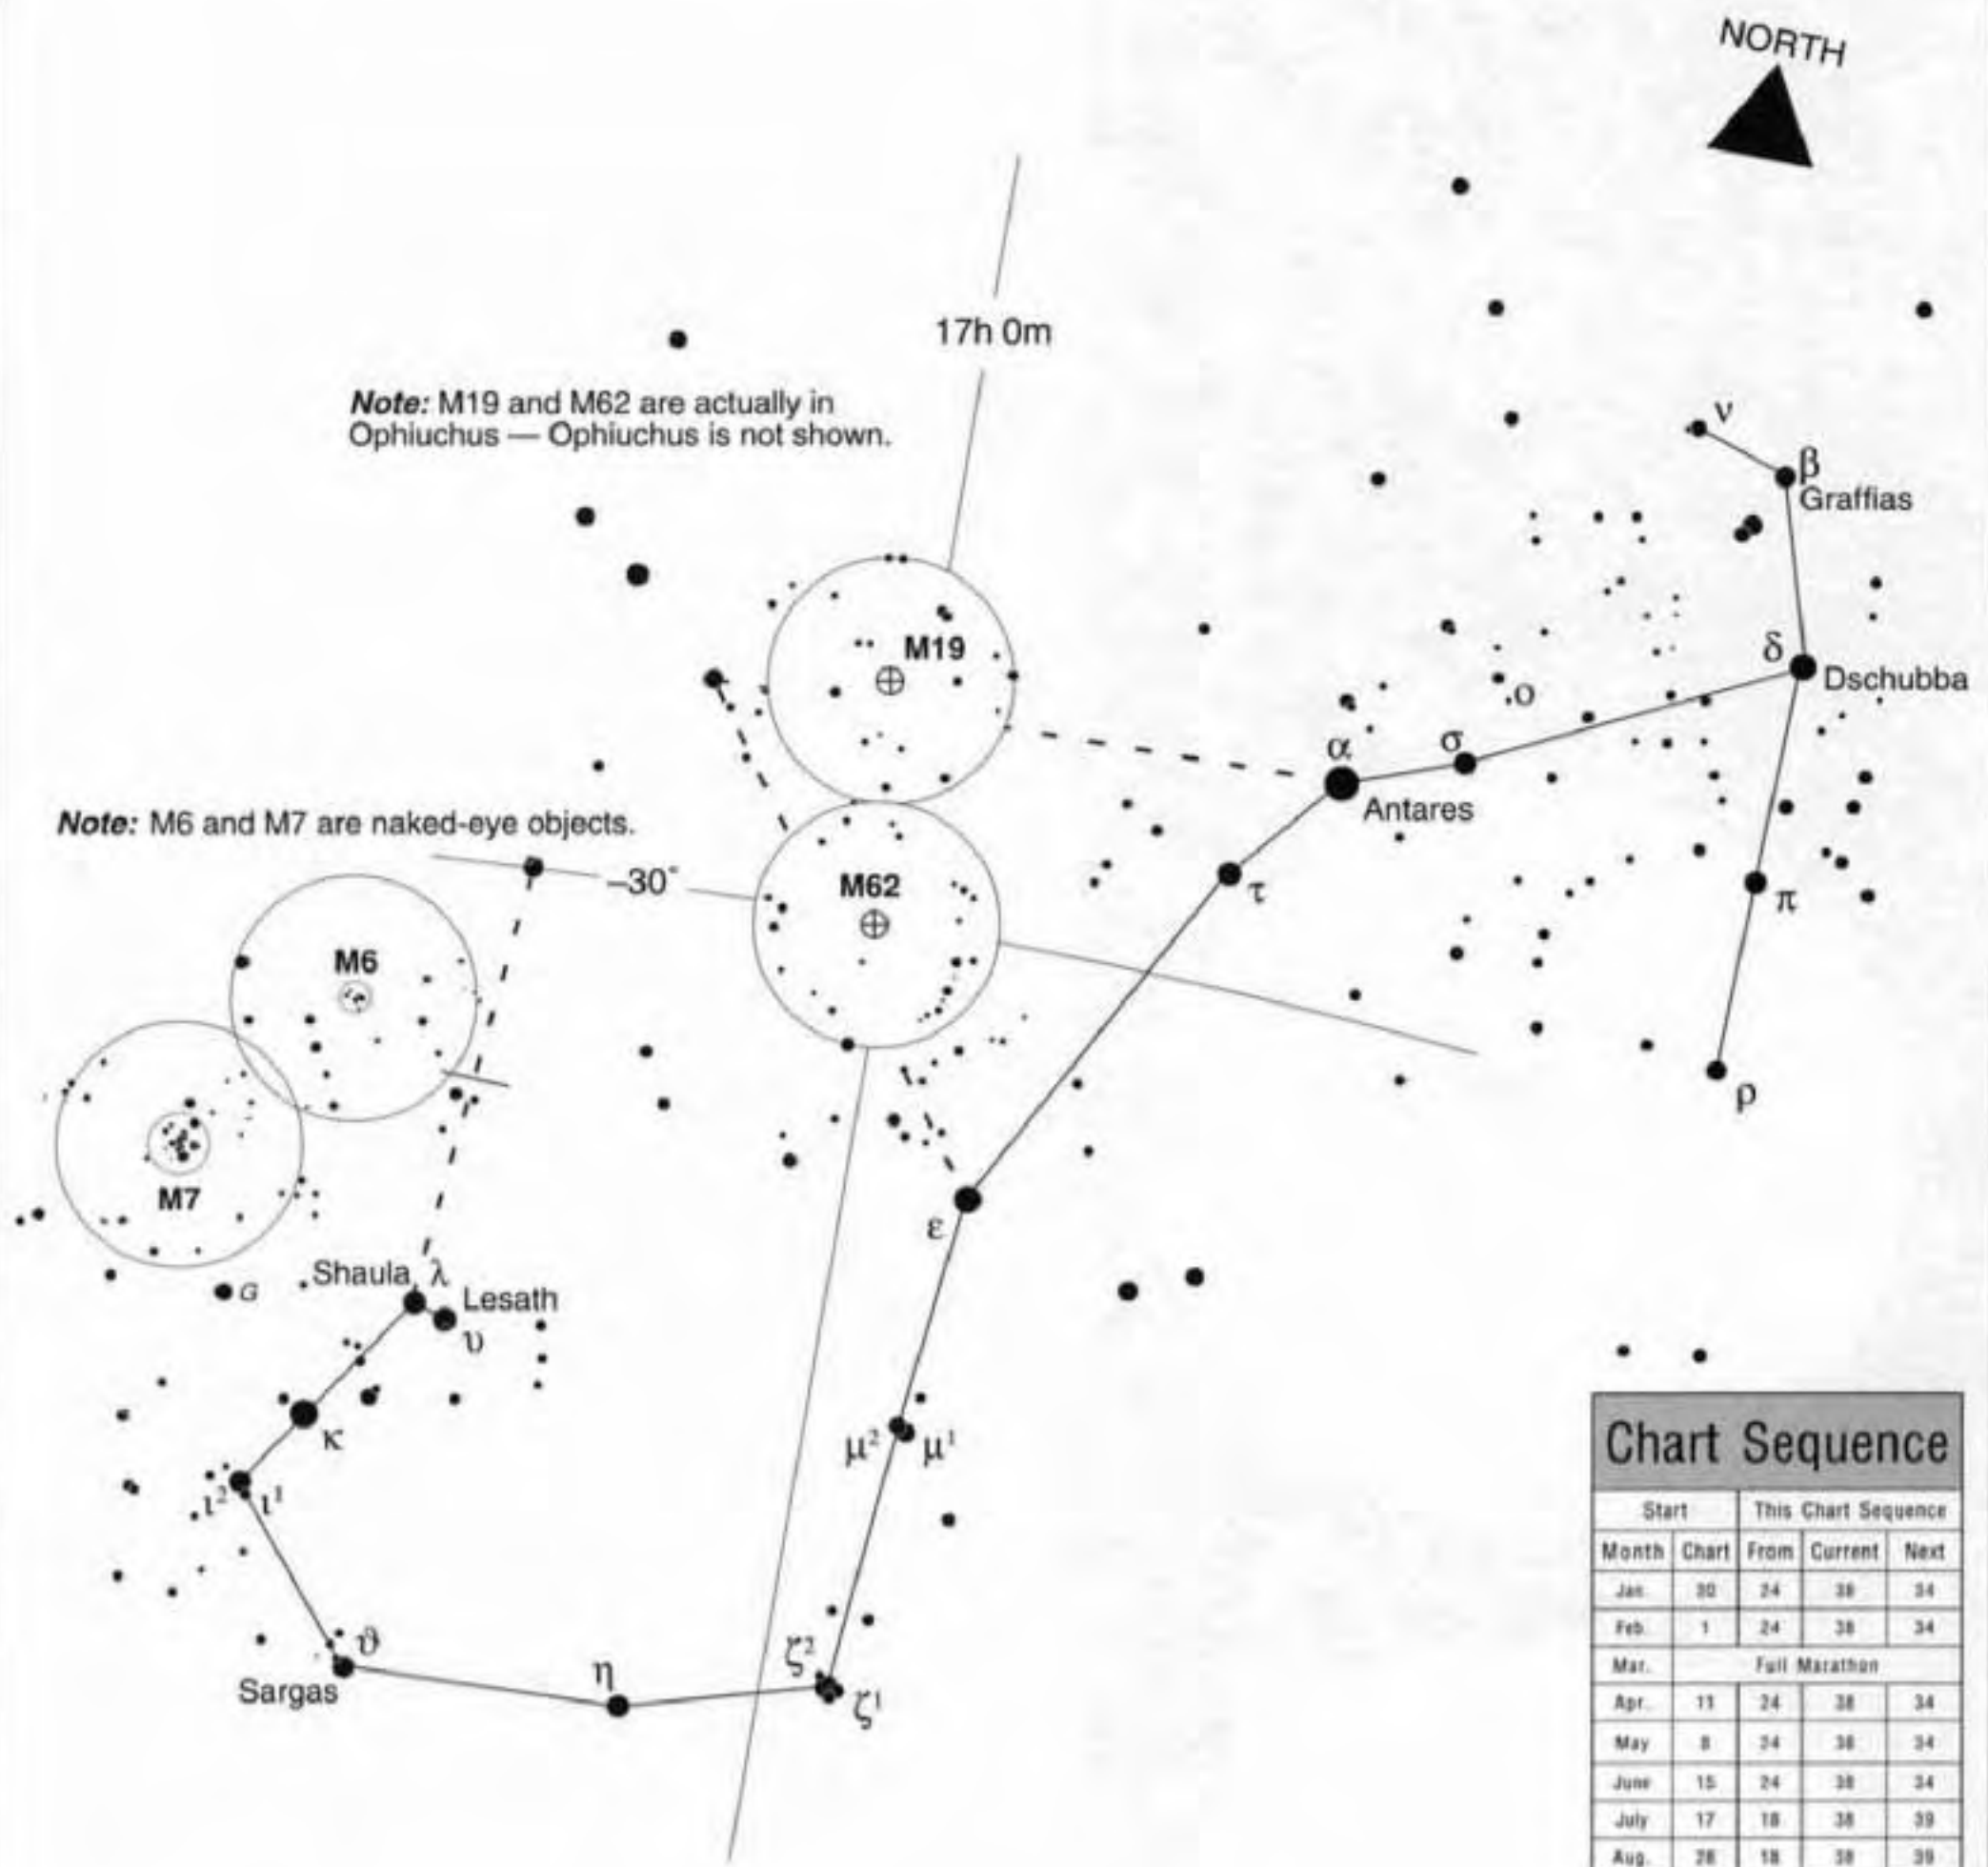 NORTH
17h 0m
Note: M19 and M62 are actually in
Ophiuchus — Ophiuchus is not shown.
ν
β
Graffias
M19
δ
Dschubba
ο
α
σ
Antares
Note: M6 and M7 are naked-eye objects.
−30°
M62
τ
π
M6
ρ
M7
ε
Shaula λ
G
Lesath
υ
κ
μ² μ¹
ι² ι¹
ϑ
Sargas
η
ζ²
ζ¹
Chart Sequence
Start This Chart Sequence
Month Chart From Current Next
Jan. 30 24 38 34
Feb. 1 24 38 34
Mar. Full Marathon
Apr. 11 24 38 34
May 8 24 38 34
June 15 24 38 34
July 17 18 38 39
Aug. 28 18 38 39